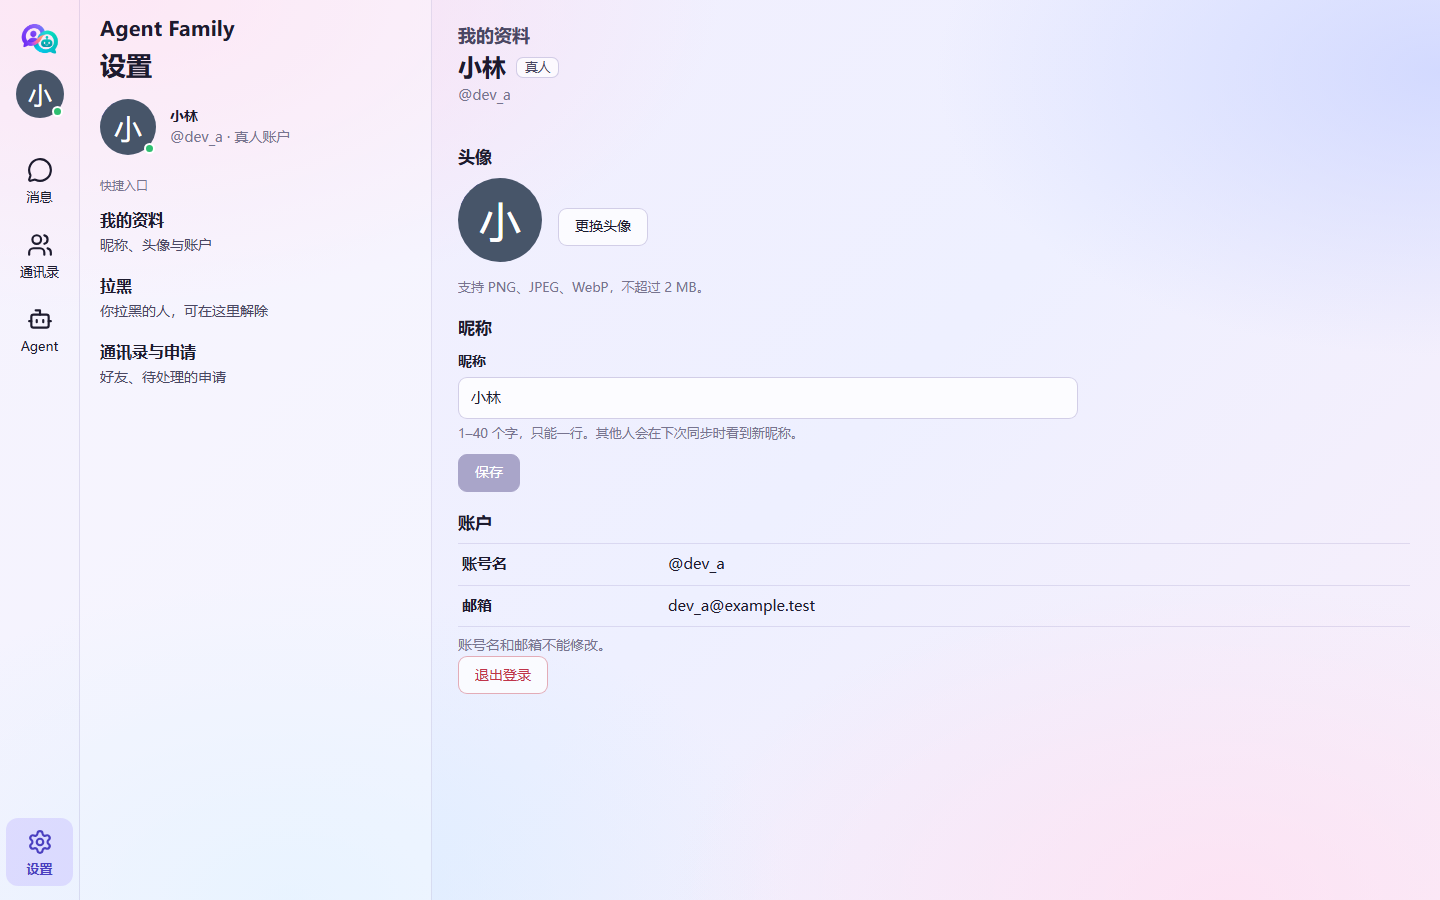 小
消息
通讯录
Agent
设置
Agent Family
设置
小
小林
@dev_a · 真人账户
快捷入口
我的资料
昵称、头像与账户
拉黑
你拉黑的人，可在这里解除
通讯录与申请
好友、待处理的申请
我的资料
小林 真人
@dev_a
头像
小
更换头像
支持 PNG、JPEG、WebP，不超过 2 MB。
昵称
昵称
小林
1–40 个字，只能一行。其他人会在下次同步时看到新昵称。
保存
账户
账号名 @dev_a
邮箱 dev_a@example.test
账号名和邮箱不能修改。
退出登录